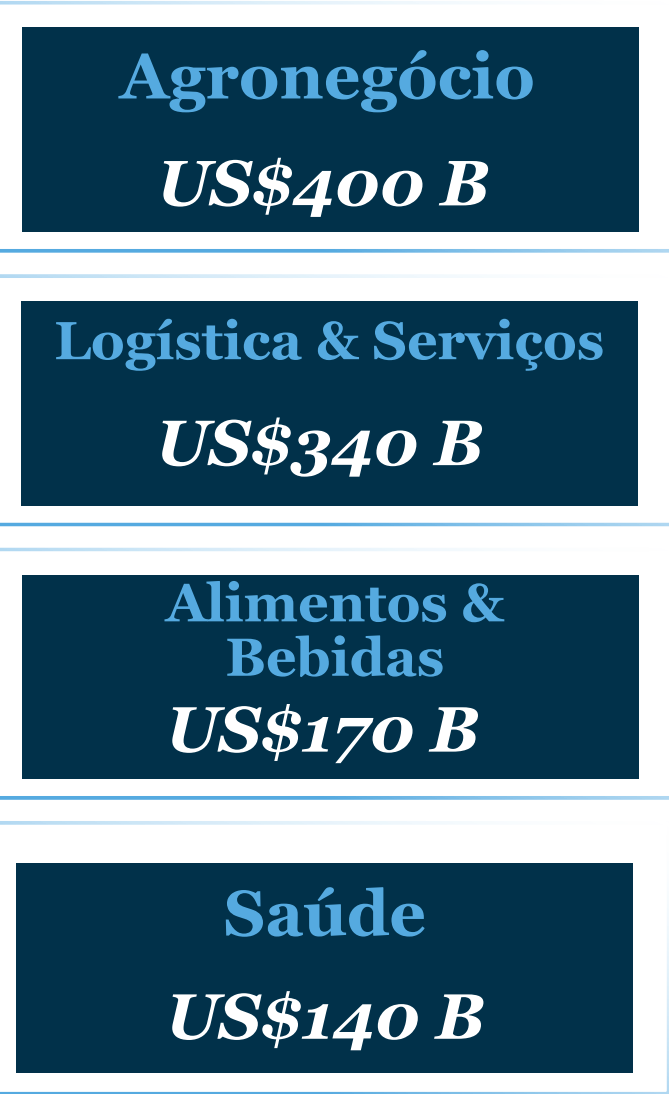 Agronegócio
US$400 B
Logística & Serviços
US$340 B
Alimentos &
Bebidas
US$170 B
Saúde
US$140 B